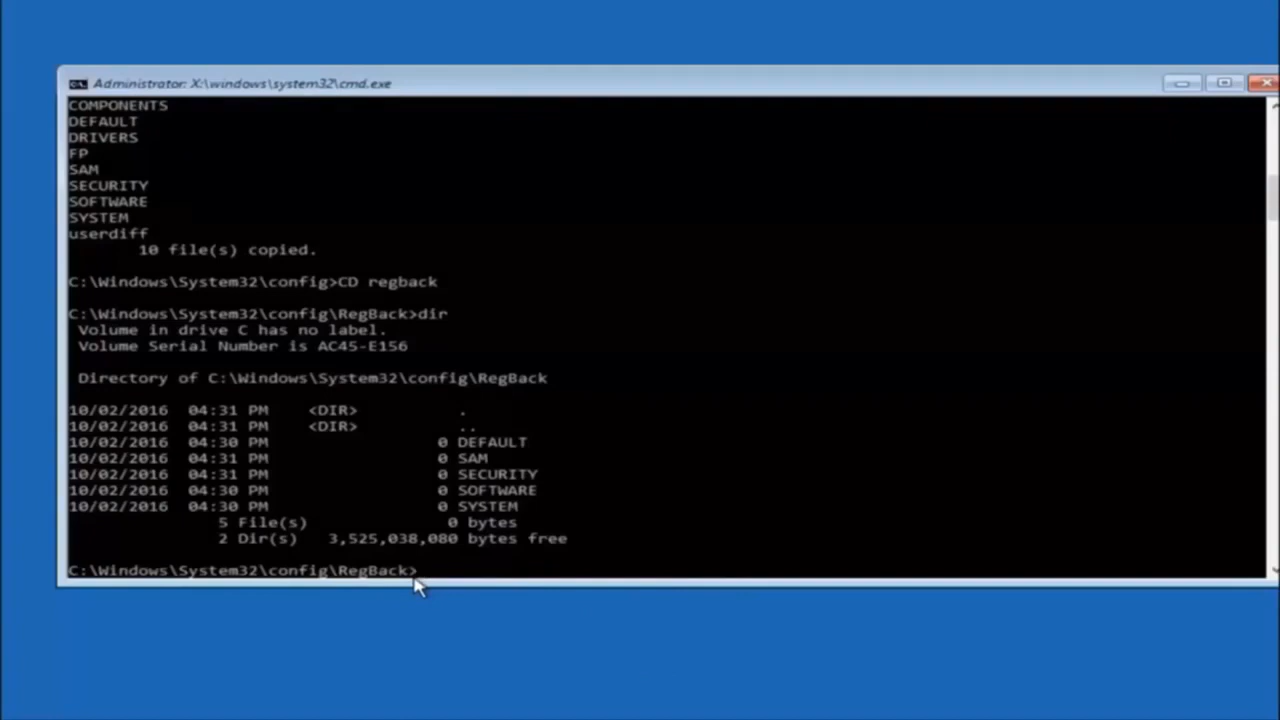 Administrator: X:\windows\system32\cmd.exe
COMPONENTS
DEFAULT
DRIVERS
FP
SAM
SECURITY
SOFTWARE
SYSTEM
userdiff
10 file(s) copied.
C:\Windows\System32\config>CD regback
C:\Windows\System32\config\RegBack>dir
Volume in drive C has no label.
Volume Serial Number is AC45-E156
Directory of C:\Windows\System32\config\RegBack
10/02/2016 04:31 PM <DIR> .
10/02/2016 04:31 PM <DIR> ..
10/02/2016 04:30 PM 0 DEFAULT
10/02/2016 04:31 PM 0 SAM
10/02/2016 04:31 PM 0 SECURITY
10/02/2016 04:30 PM 0 SOFTWARE
10/02/2016 04:30 PM 0 SYSTEM
5 File(s) 0 bytes
2 Dir(s) 3,525,038,080 bytes free
C:\Windows\System32\config\RegBack>